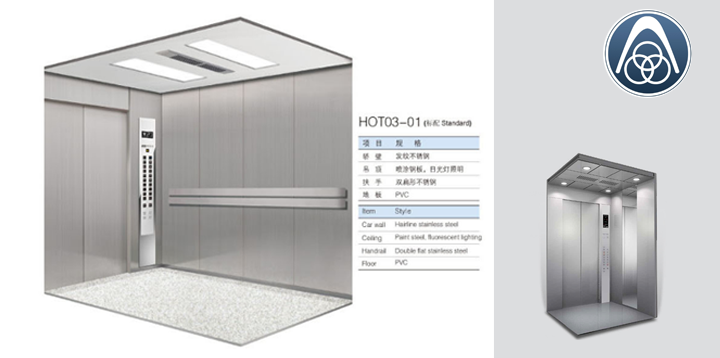 HOT03-01 (标配 Standard)
项 目 规 格
轿 壁 发纹不锈钢
吊 顶 喷涂钢板，日光灯照明
扶 手 双扁形不锈钢
地 板 PVC
Item Style
Car wall Hairline stainless steel
Ceiling Paint steel, fluorescent lighting
Handrail Double flat stainless steel
Floor PVC